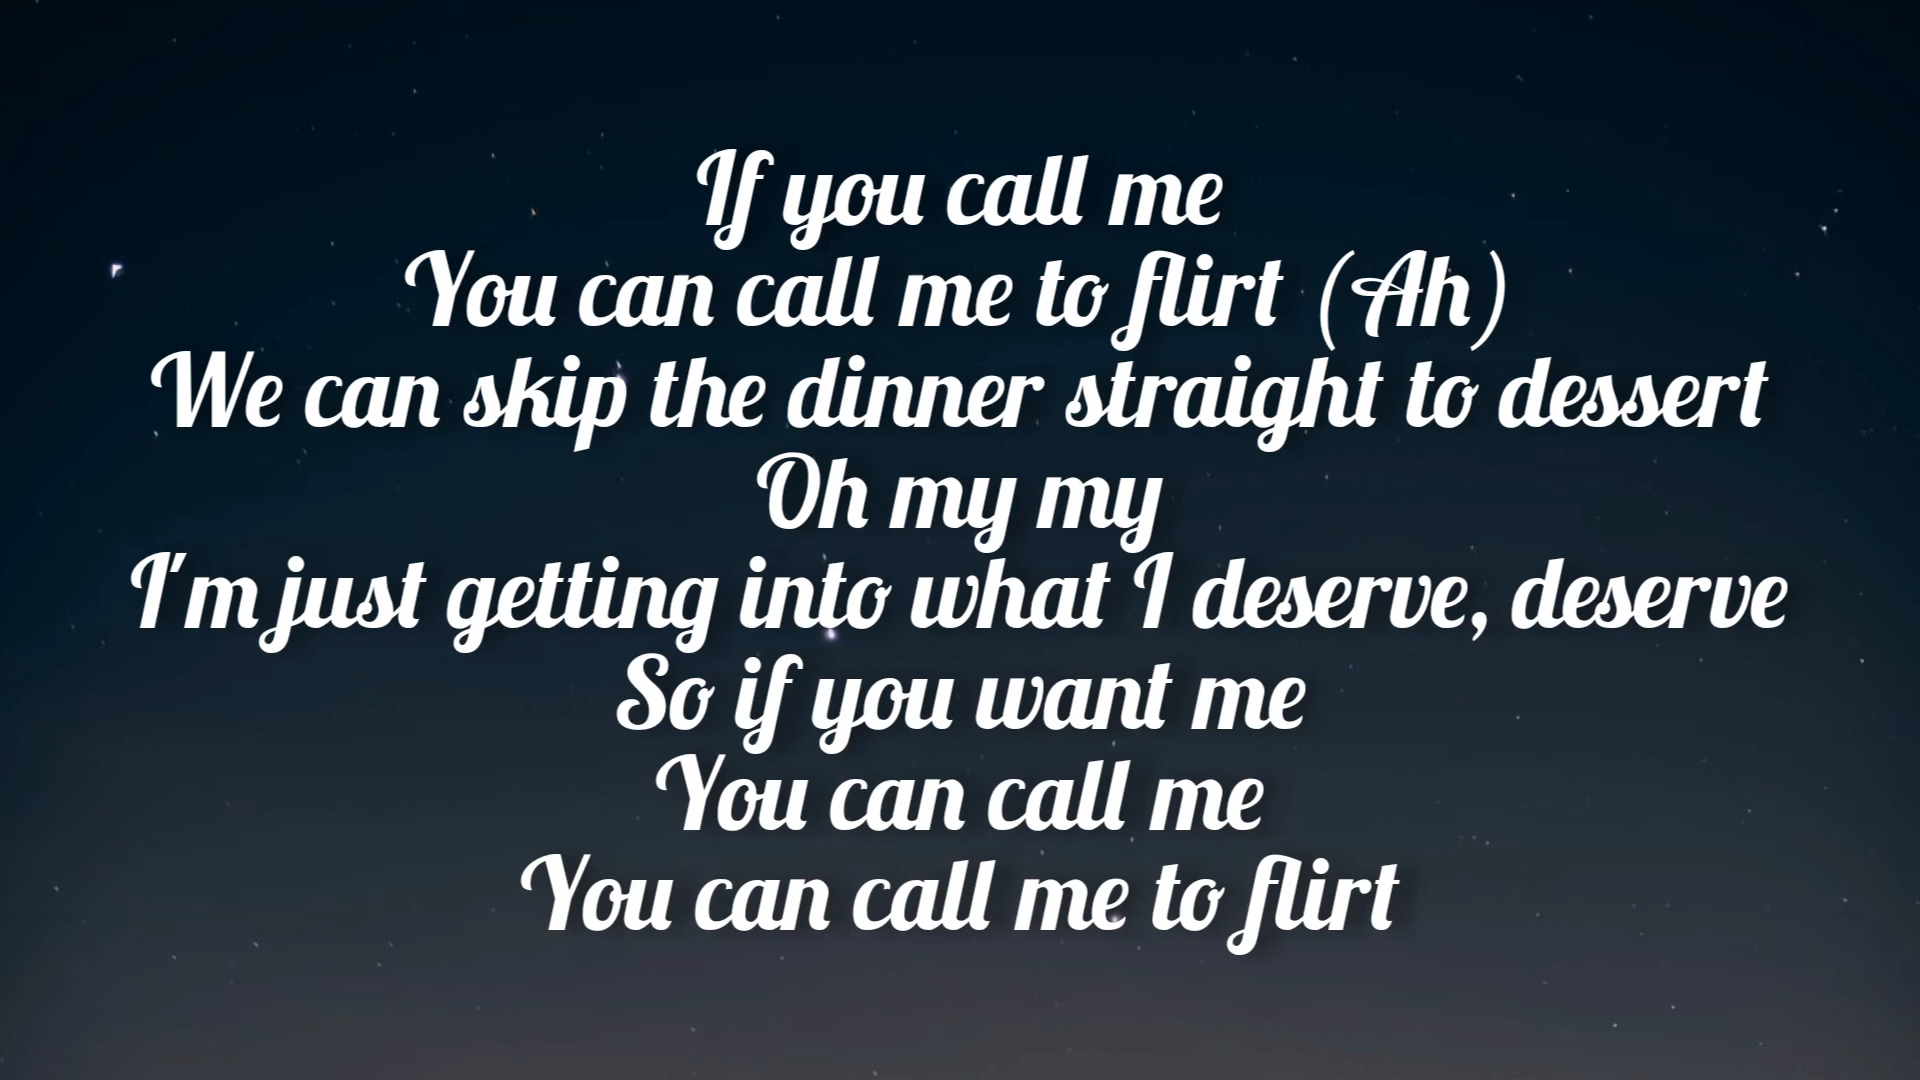 If you call me
You can call me to flirt (Ah)
We can skip the dinner straight to dessert
Oh my my
I'm just getting into what I deserve, deserve
So if you want me
You can call me
You can call me to flirt